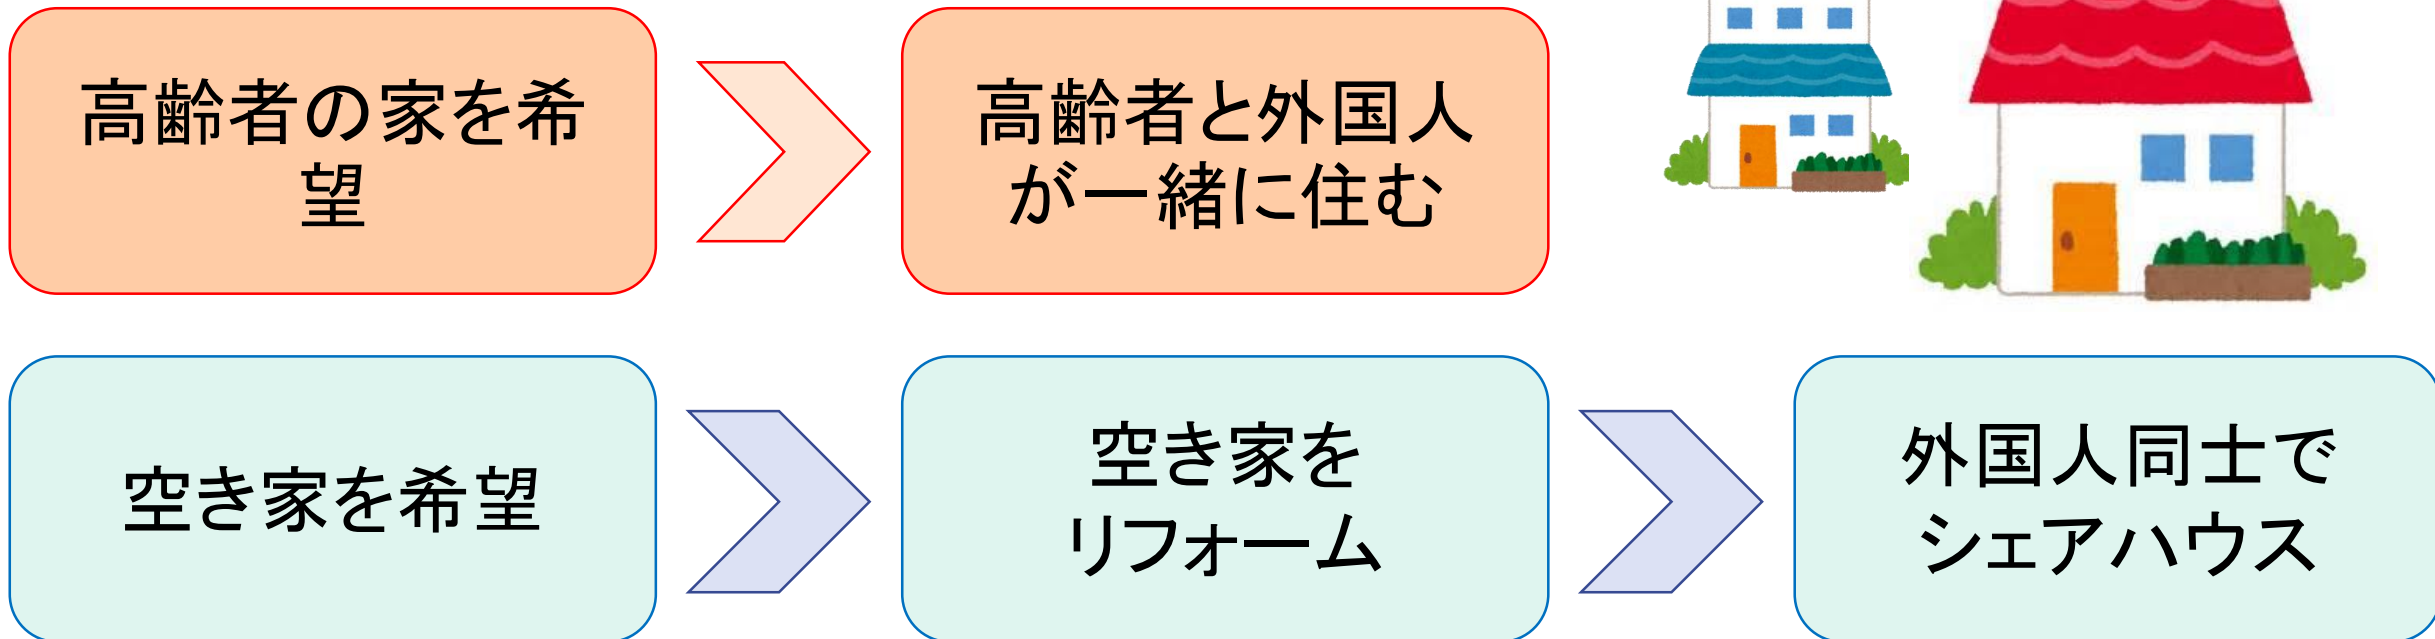 高齢者の家を希
望
高齢者と外国人
が一緒に住む
空き家を希望
空き家を
リフォーム
外国人同士で
シェアハウス